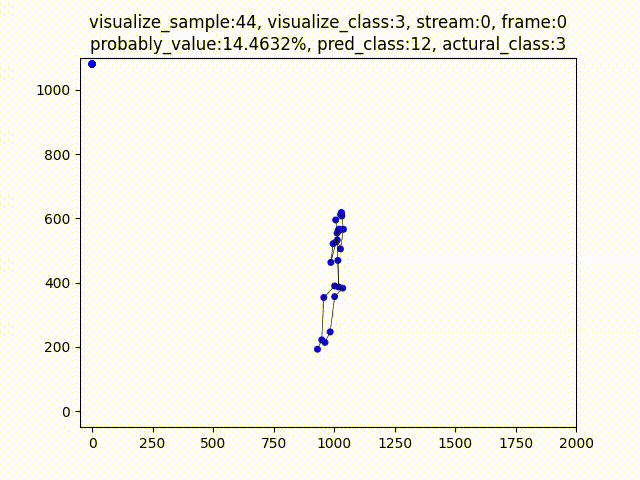 visualize_sample:44, visualize_class:3, stream:0, frame:0
probably_value:14.4632%, pred_class:12, actural_class:3
1000
800
600
400
200
0
0 250 500 750 1000 1250 1500 1750 2000